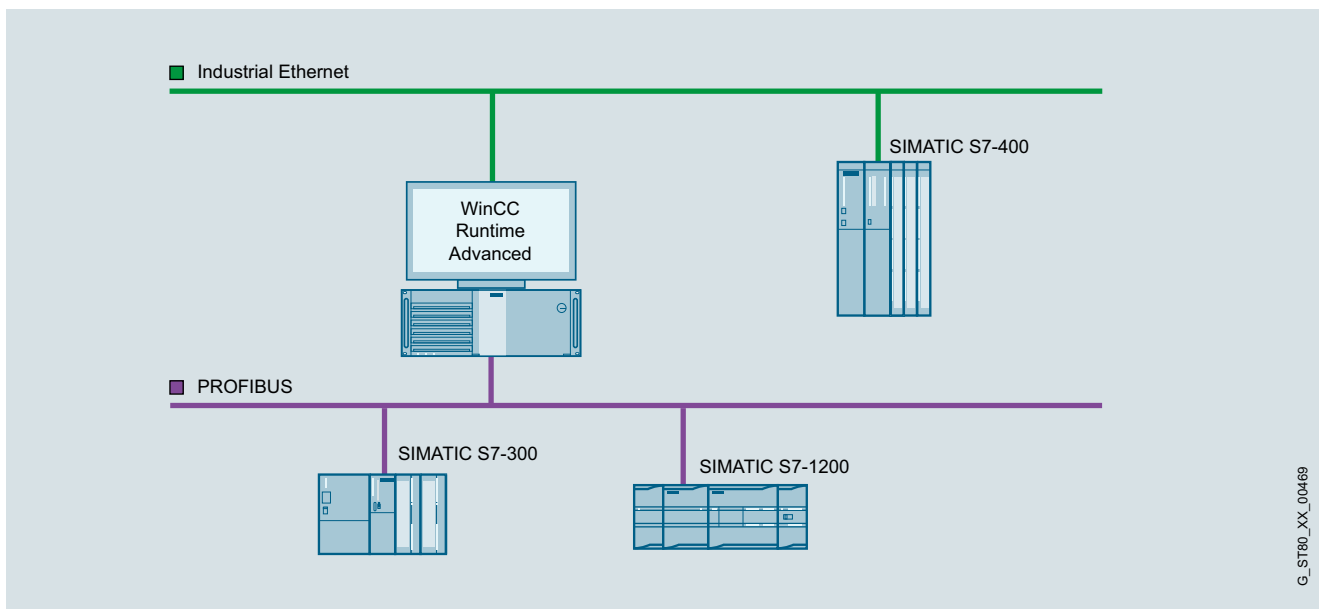 Industrial Ethernet
SIMATIC S7-400
WinCC
Runtime
Advanced
PROFIBUS
SIMATIC S7-300
SIMATIC S7-1200
G_ST80_XX_00469